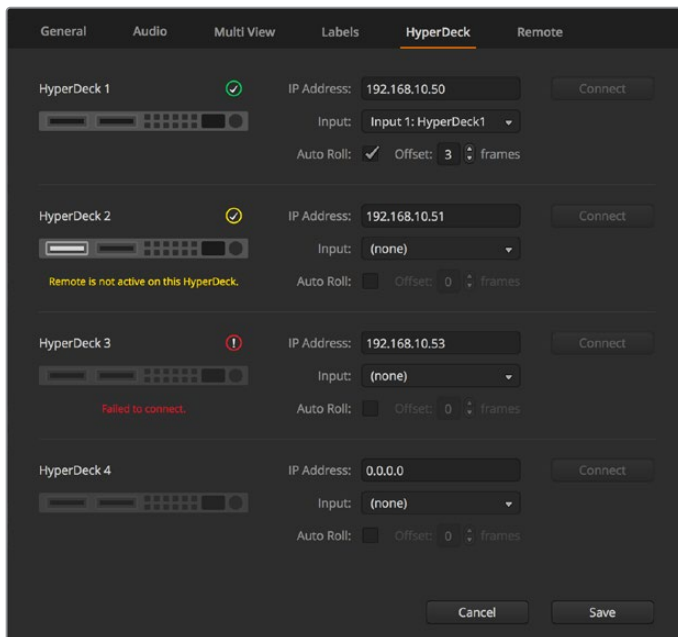 General Audio Multi View Labels HyperDeck Remote
HyperDeck 1 IP Address: 192.168.10.50 Connect
Input: Input 1: HyperDeck1
Auto Roll: Offset: 3 frames
HyperDeck 2 IP Address: 192.168.10.51 Connect
Input: (none)
Remote is not active on this HyperDeck. Auto Roll: Offset: 0 frames
HyperDeck 3 IP Address: 192.168.10.53 Connect
Input: (none)
Failed to connect. Auto Roll: Offset: 0 frames
HyperDeck 4 IP Address: 0.0.0.0 Connect
Input: (none)
Auto Roll: Offset: 0 frames
Cancel Save